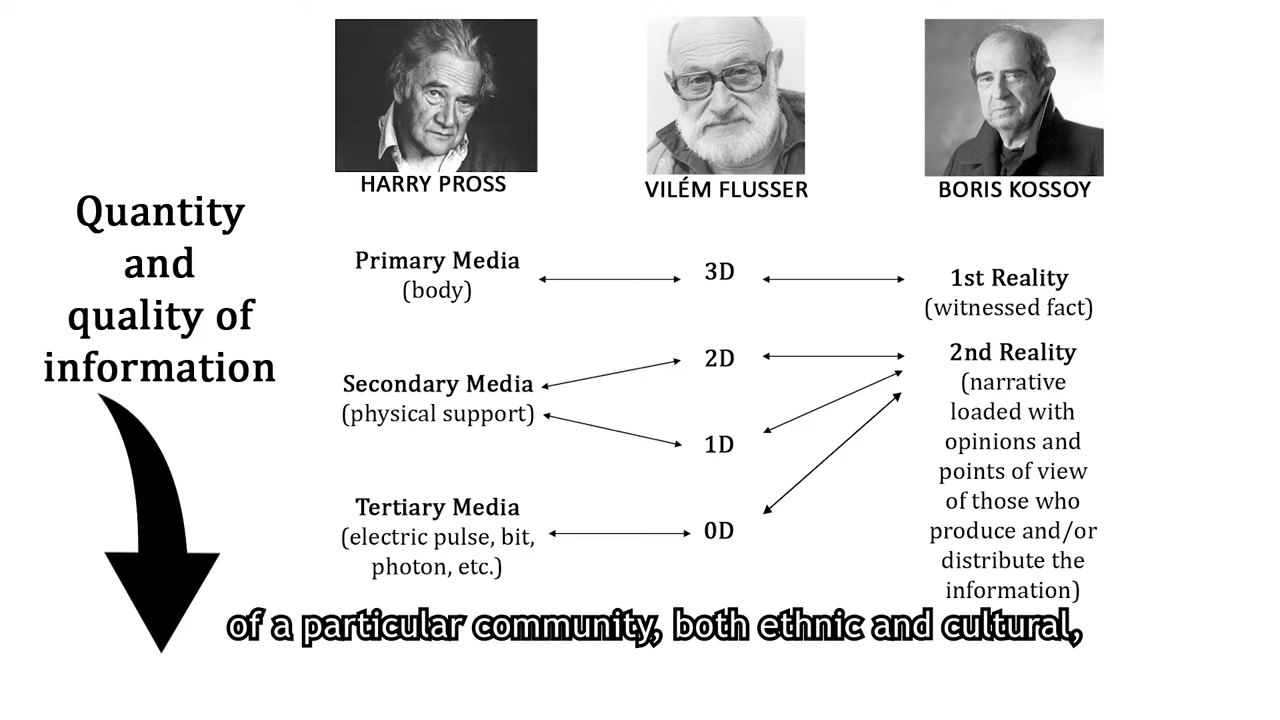 Quantity
and
quality of
information
HARRY PROSS
Primary Media
(body)
Secondary Media
(physical support)
Tertiary Media
(electric pulse, bit,
photon, etc.)
VILÉM FLUSSER
3D
2D
1D
0D
BORIS KOSSOY
1st Reality
(witnessed fact)
2nd Reality
(narrative
loaded with
opinions and
points of view
of those who
produce and/or
distribute the
information)
of a particular community, both ethnic and cultural,